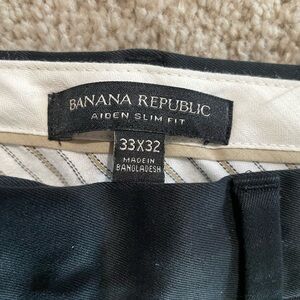 BANANA REPUBLIC
AIDEN SLIM FIT
33X32
MADE IN
BANGLADESH